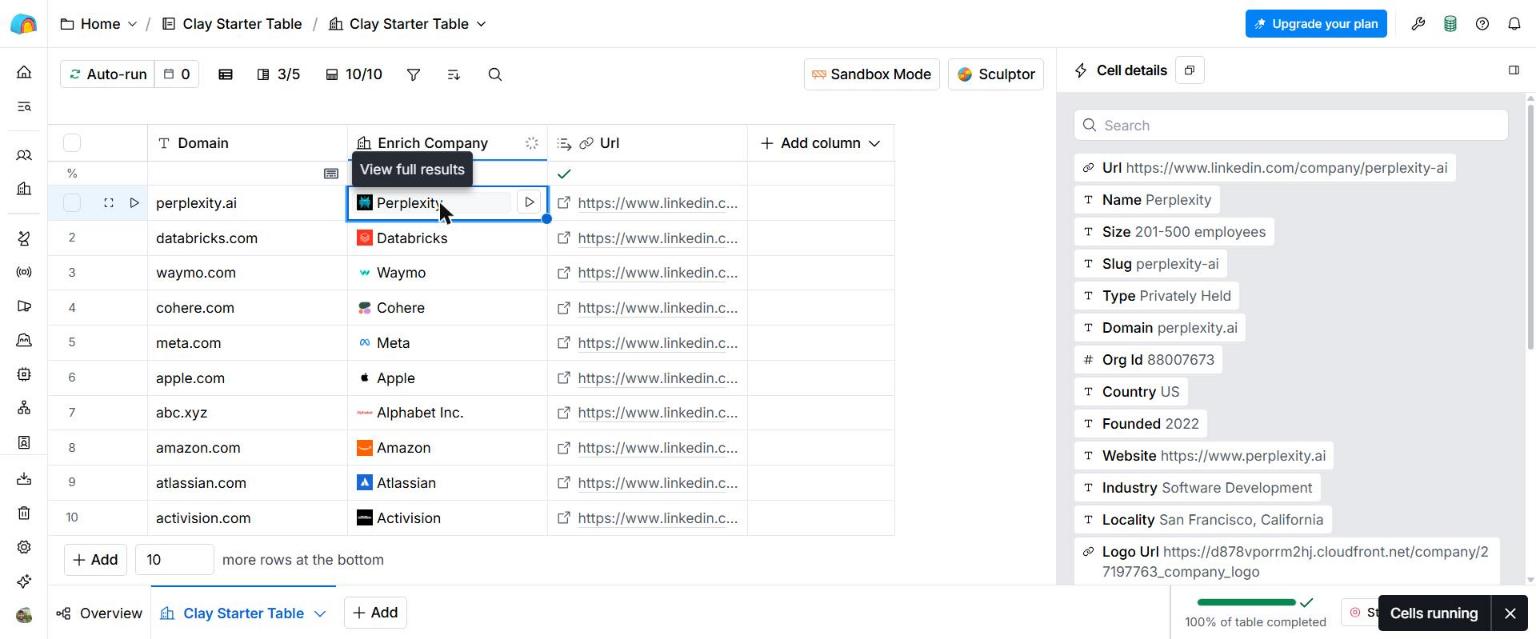 Home / Clay Starter Table / Clay Starter Table
Upgrade your plan
Auto-run 0 3/5 10/10
Sandbox Mode
Sculptor
Cell details
Search
Domain Enrich Company Url + Add column
View full results
%
perplexity.ai Perplexity https://www.linkedin.c...
2 databricks.com Databricks https://www.linkedin.c...
3 waymo.com Waymo https://www.linkedin.c...
4 cohere.com Cohere https://www.linkedin.c...
5 meta.com Meta https://www.linkedin.c...
6 apple.com Apple https://www.linkedin.c...
7 abc.xyz Alphabet Inc. https://www.linkedin.c...
8 amazon.com Amazon https://www.linkedin.c...
9 atlassian.com Atlassian https://www.linkedin.c...
10 activision.com Activision https://www.linkedin.c...
+ Add 10 more rows at the bottom
Url https://www.linkedin.com/company/perplexity-ai
Name Perplexity
Size 201-500 employees
Slug perplexity-ai
Type Privately Held
Domain perplexity.ai
# Org Id 88007673
Country US
Founded 2022
Website https://www.perplexity.ai
Industry Software Development
Locality San Francisco, California
Logo Url https://d878vporrm2hj.cloudfront.net/company/2
7197763_company_logo
Overview Clay Starter Table + Add
100% of table completed
St
Cells running